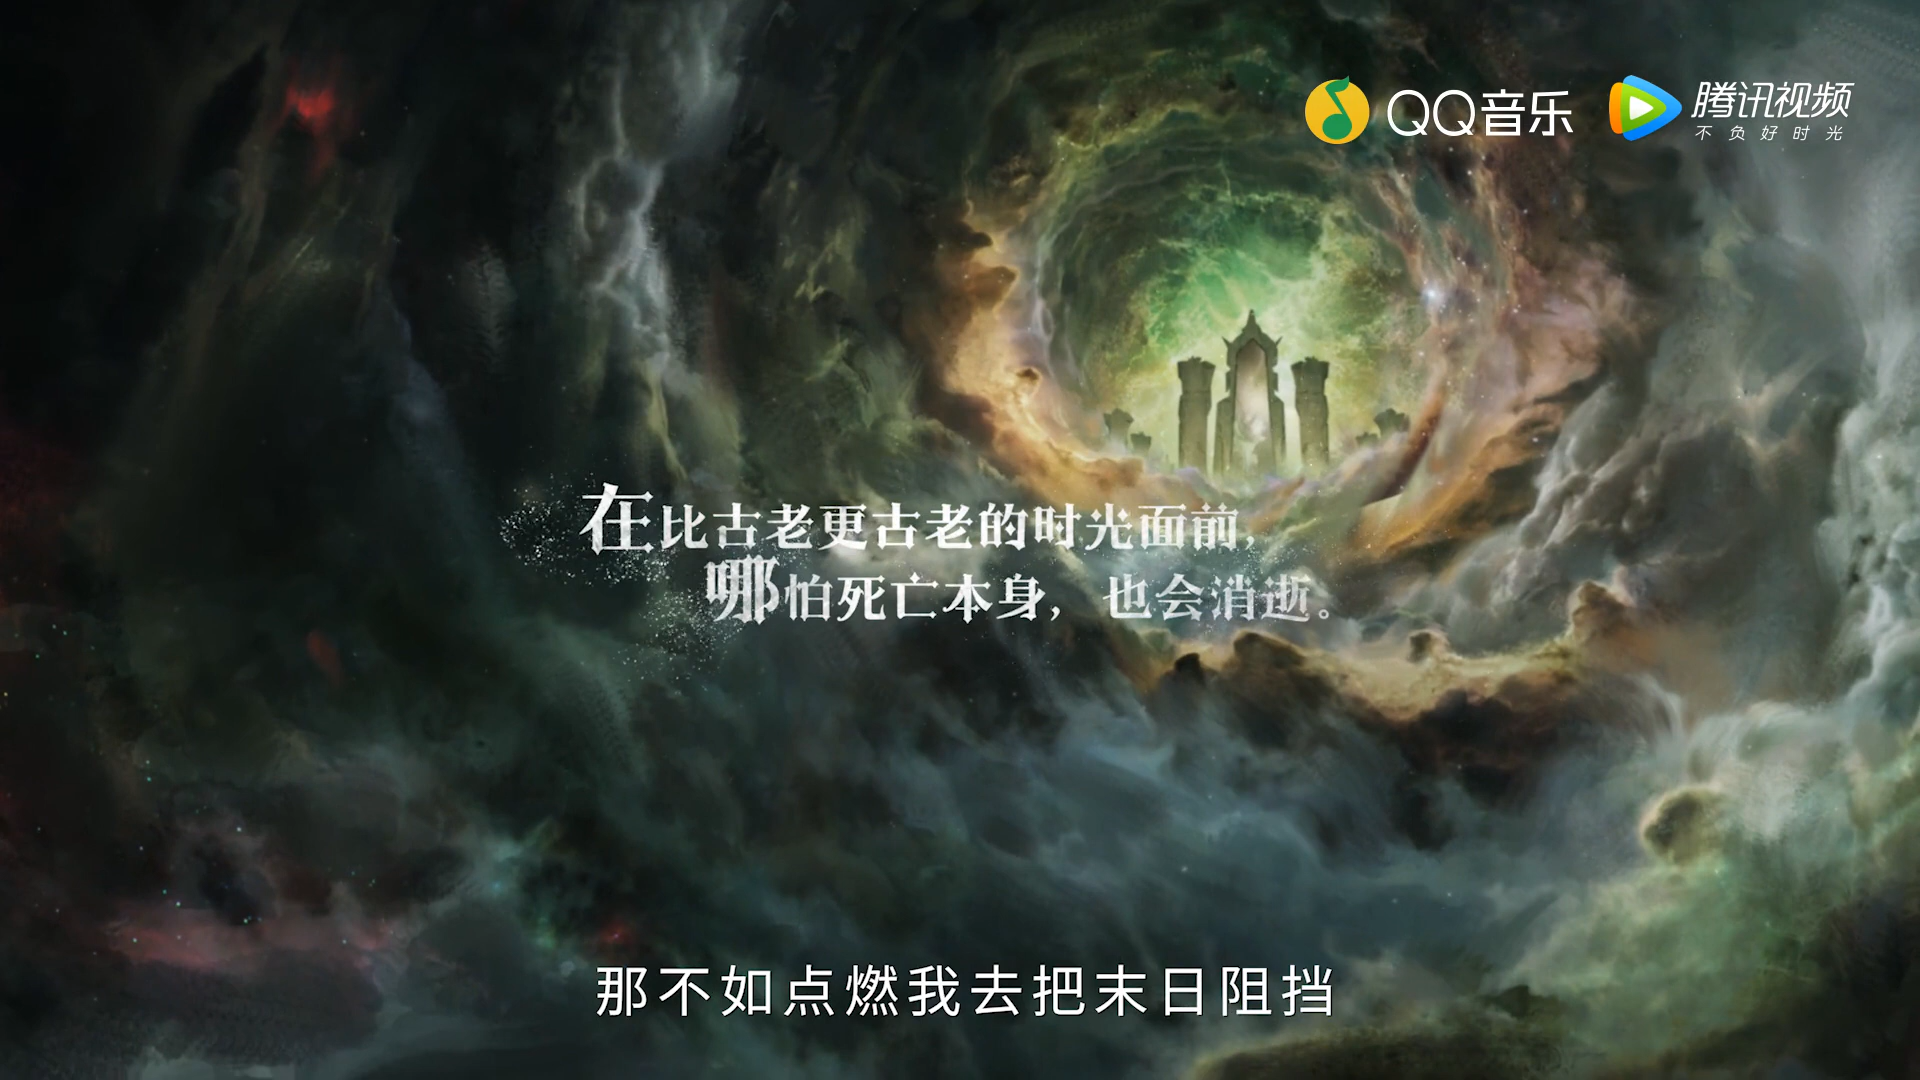 QQ音乐
腾讯视频
不负好时光
在比古老更古老的时光面前，
哪怕死亡本身，也会消逝。
那不如点燃我去把末日阻挡